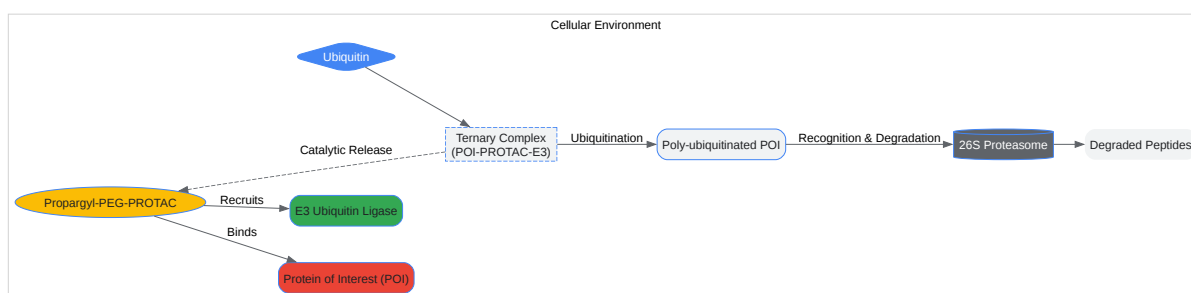 Cellular Environment
Ubiquitin
Ternary Complex
(POI-PROTAC-E3)
Ubiquitination
Poly-ubiquitinated POI
Recognition & Degradation
26S Proteasome
Degraded Peptides
Catalytic Release
Propargyl-PEG-PROTAC
Recruits
E3 Ubiquitin Ligase
Binds
Protein of Interest (POI)